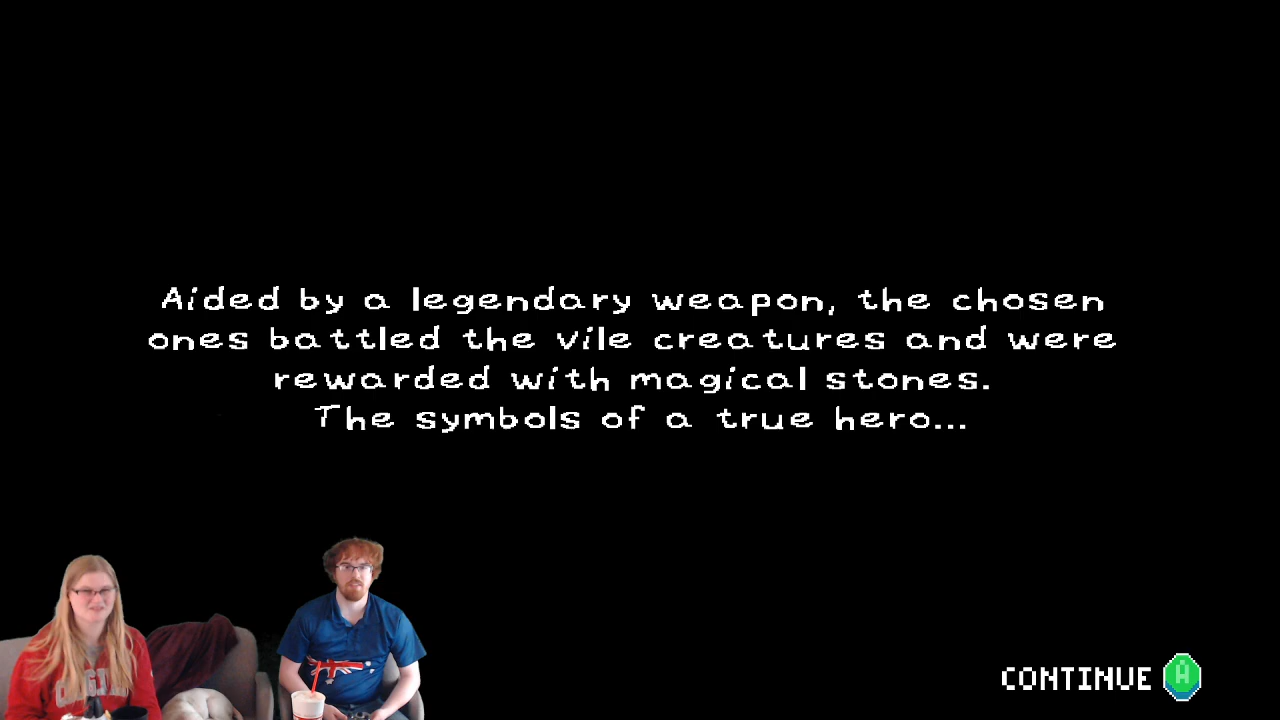 Aided by a legendary weapon, the chosen
ones battled the vile creatures and were
rewarded with magical stones.
The symbols of a true hero...
CONTINUE A